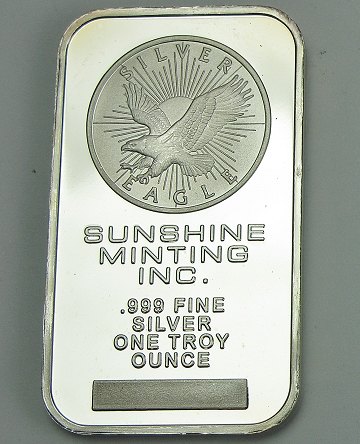 SILVER
EAGLE
SUNSHINE
MINTING
INC.
.999 FINE
SILVER
ONE TROY
OUNCE